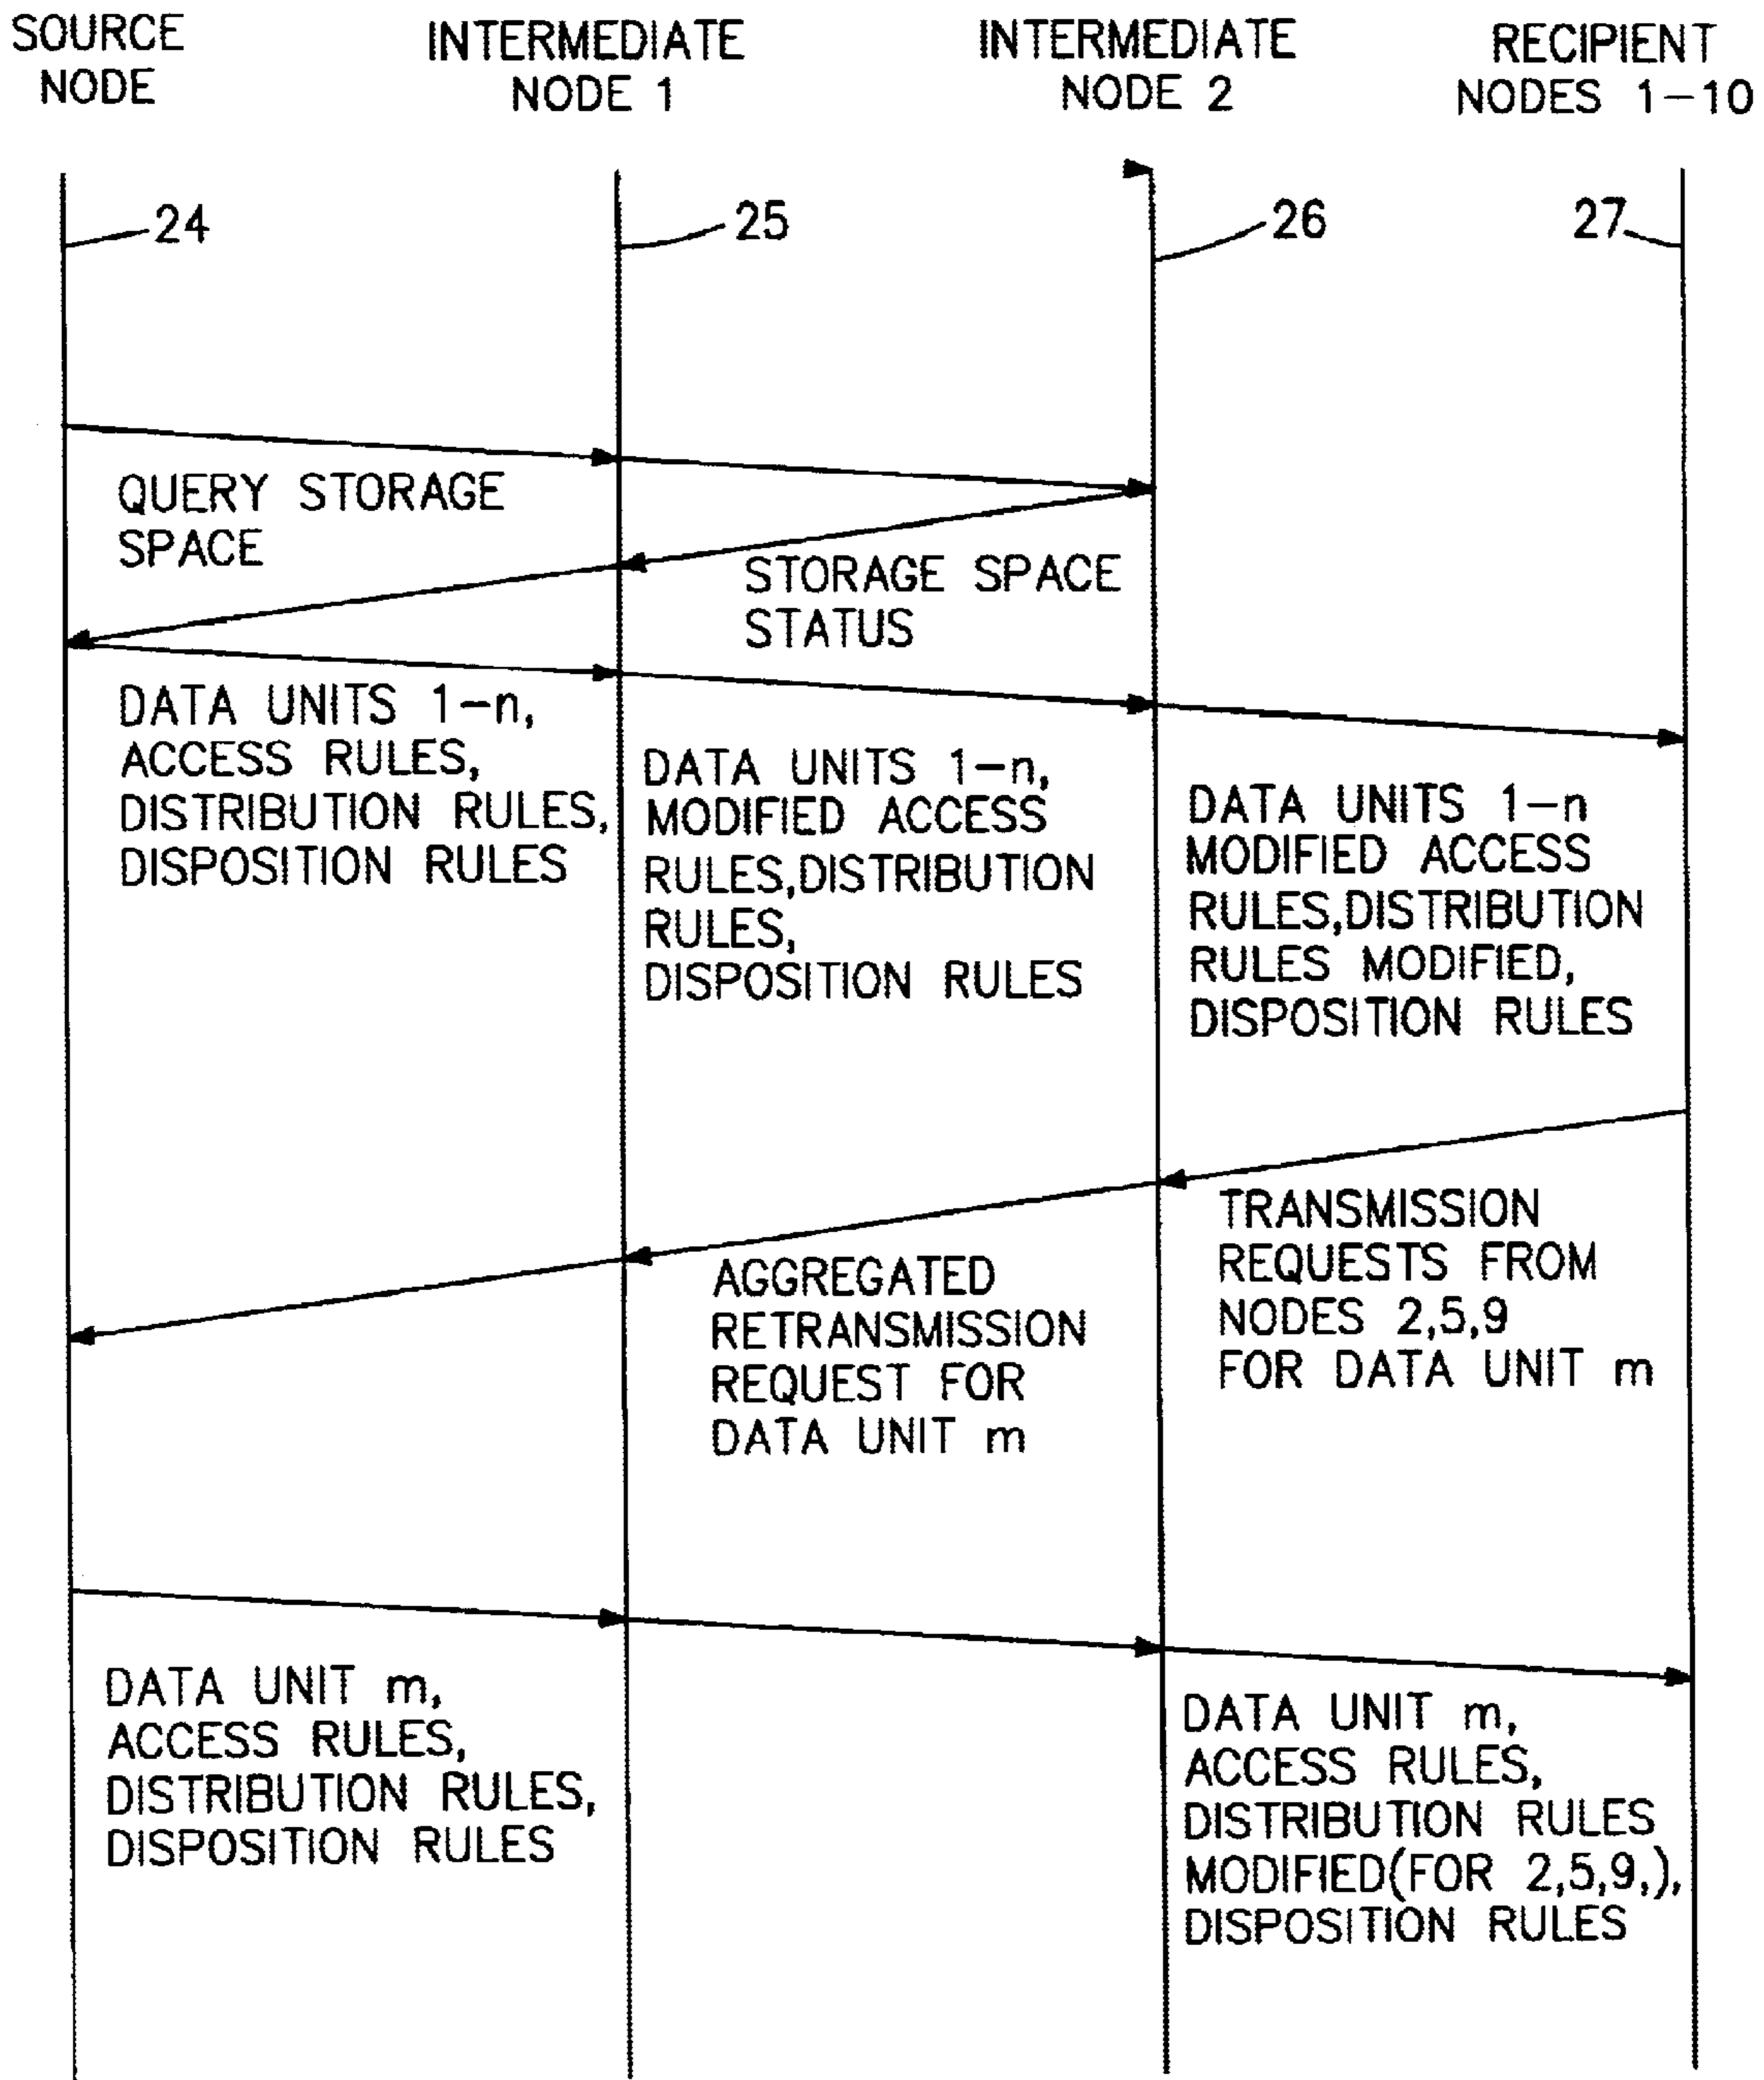 SOURCE
NODE
INTERMEDIATE
NODE 1
INTERMEDIATE
NODE 2
RECIPIENT
NODES 1-10
24
25
26
27
QUERY STORAGE
SPACE
STORAGE SPACE
STATUS
DATA UNITS 1-n,
ACCESS RULES,
DISTRIBUTION RULES,
DISPOSITION RULES
DATA UNITS 1-n,
MODIFIED ACCESS
RULES,DISTRIBUTION
RULES,
DISPOSITION RULES
DATA UNITS 1-n
MODIFIED ACCESS
RULES,DISTRIBUTION
RULES MODIFIED,
DISPOSITION RULES
TRANSMISSION
REQUESTS FROM
NODES 2,5,9
FOR DATA UNIT m
AGGREGATED
RETRANSMISSION
REQUEST FOR
DATA UNIT m
DATA UNIT m,
ACCESS RULES,
DISTRIBUTION RULES,
DISPOSITION RULES
DATA UNIT m,
ACCESS RULES,
DISTRIBUTION RULES
MODIFIED(FOR 2,5,9,),
DISPOSITION RULES